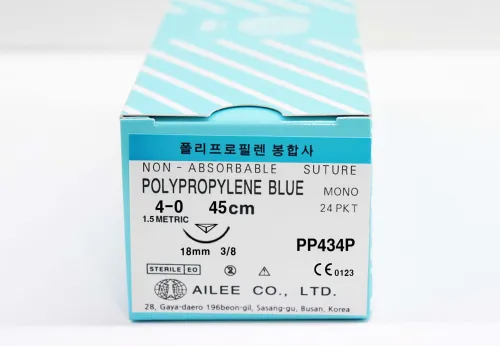 폴리프로필렌 봉합사
NON - ABSORBABLE SUTURE
POLYPROPYLENE BLUE MONO
4-0 45cm 24 PKT
1.5 METRIC
18mm 3/8 PP434P
STERILE EO 2 CE 0123
AILEE CO., LTD.
28, Gaya-daero 196beon-gil, Sasang-gu, Busan, Korea